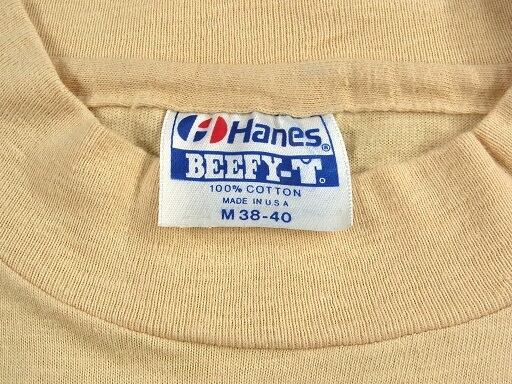 Hanes®
BEEFY-T®
100% COTTON
MADE IN U.S.A
M 38-40